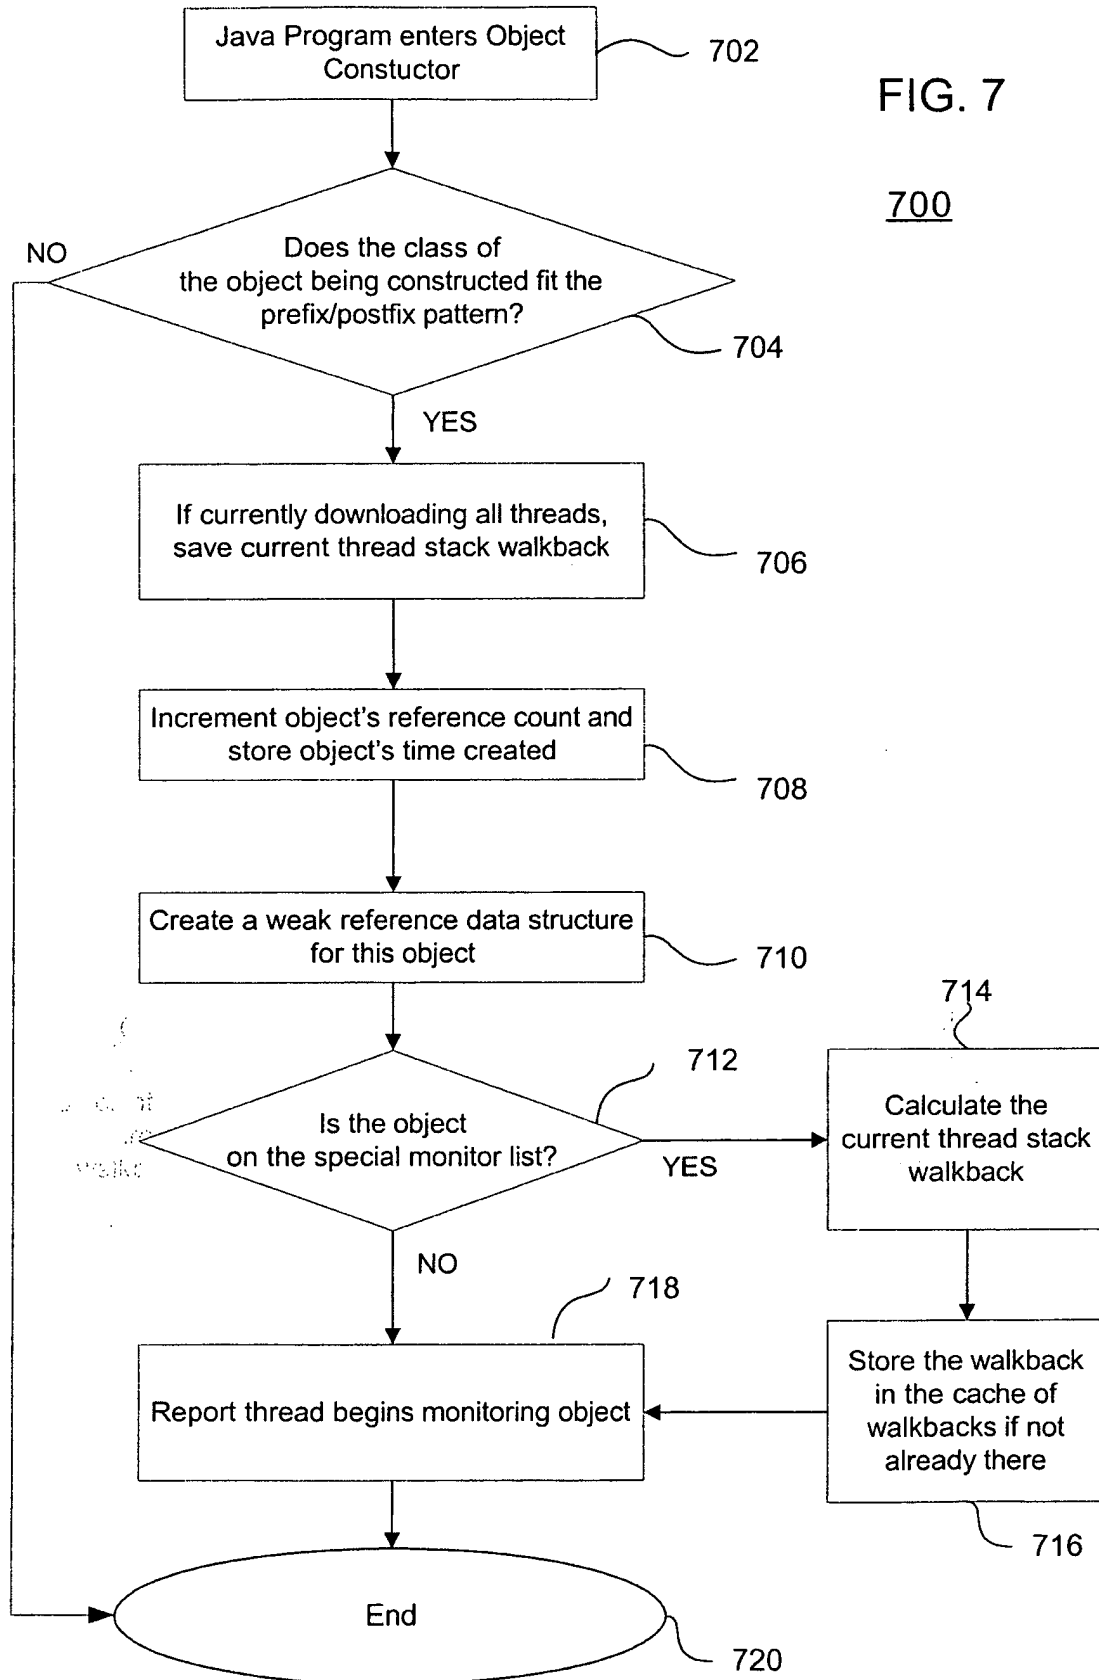 Java Program enters Object
Constuctor
702
FIG. 7
700
NO
Does the class of
the object being constructed fit the
prefix/postfix pattern?
704
YES
If currently downloading all threads,
save current thread stack walkback
706
Increment object's reference count and
store object's time created
708
Create a weak reference data structure
for this object
710
712
Is the object
on the special monitor list?
YES
714
Calculate the
current thread stack
walkback
NO
718
Report thread begins monitoring object
Store the walkback
in the cache of
walkbacks if not
already there
716
End
720